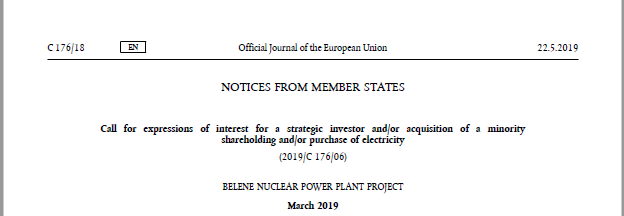 C 176/18 EN Official Journal of the European Union 22.5.2019
NOTICES FROM MEMBER STATES
Call for expressions of interest for a strategic investor and/or acquisition of a minority
shareholding and/or purchase of electricity
(2019/C 176/06)
BELENE NUCLEAR POWER PLANT PROJECT
March 2019